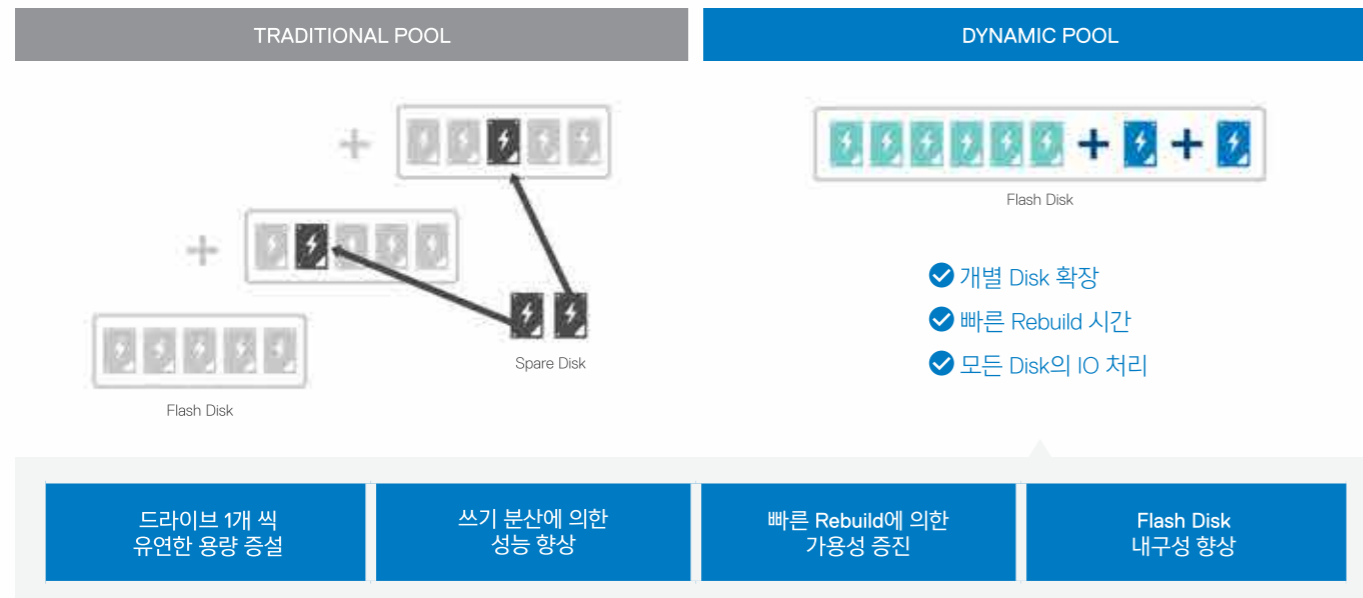 TRADITIONAL POOL
DYNAMIC POOL
Spare Disk
Flash Disk
Flash Disk
개별 Disk 확장
빠른 Rebuild 시간
모든 Disk의 IO 처리
드라이브 1개 씩
유연한 용량 증설
쓰기 분산에 의한
성능 향상
빠른 Rebuild에 의한
가용성 증진
Flash Disk
내구성 향상